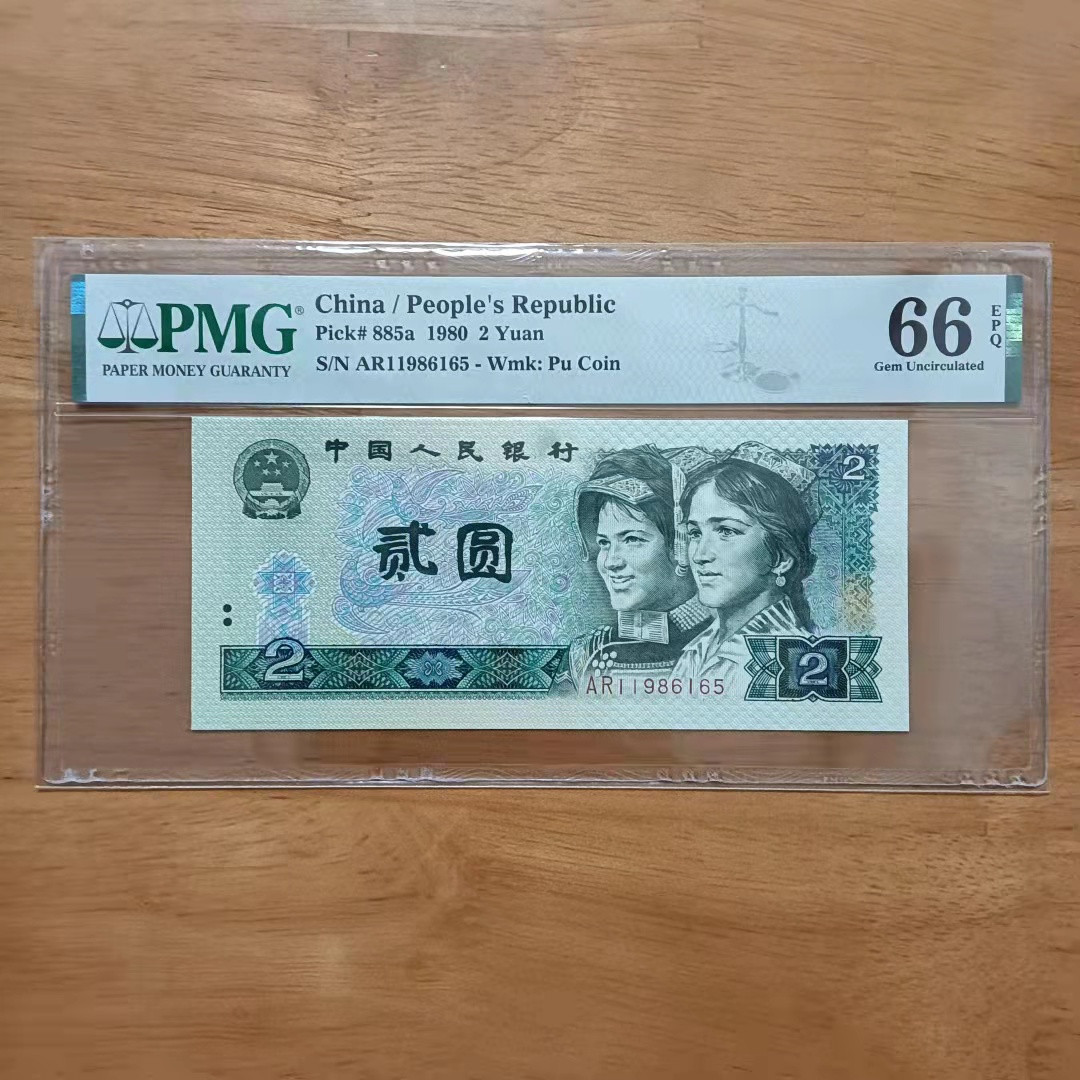 PMG®
PAPER MONEY GUARANTY
China / People's Republic
Pick# 885a 1980 2 Yuan
S/N AR11986165 - Wmk: Pu Coin
66
EPQ
Gem Uncirculated
中国人民银行
2
贰圆
2
2
AR11986165